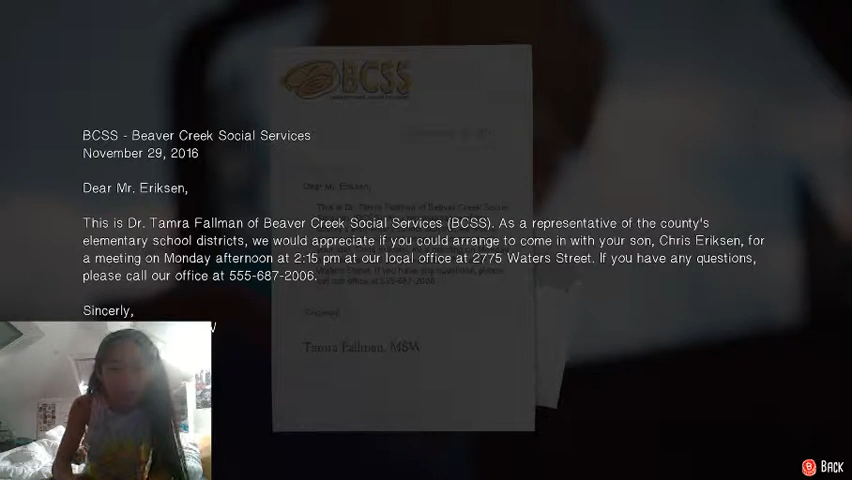 BCSS
BCSS - Beaver Creek Social Services
November 29, 2016
Dear Mr. Eriksen,
Dear Mr. Eriksen,
This is Dr. Tamra Fallman of Beaver Creek Social Services (BCSS). As a representative of the county's
elementary school districts, we would appreciate if you could arrange to come in with your son, Chris Eriksen, for
a meeting on Monday afternoon at 2:15 pm at our local office at 2775 Waters Street. If you have any questions,
please call our office at 555-687-2006.
Sincerly,
Tamra Fallman, MSW
B BACK